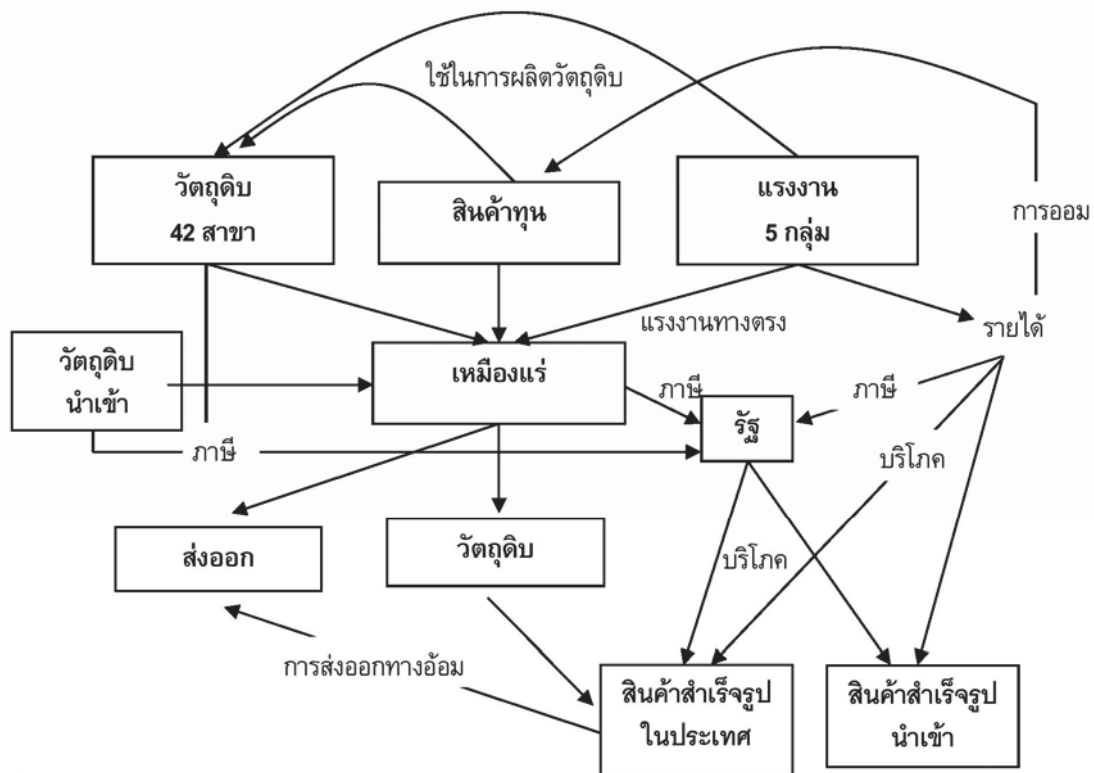 ใช้ในการผลิตวัตถุดิบ
วัตถุดิบ
42 สาขา
สินค้าทุน
แรงงาน
5 กลุ่ม
การออม
แรงงานทางตรง
รายได้
วัตถุดิบ
นำเข้า
เหมืองแร่
ภาษี
ภาษี
รัฐ
ภาษี
บริโภค
ส่งออก
วัตถุดิบ
บริโภค
การส่งออกทางอ้อม
สินค้าสำเร็จรูป
ในประเทศ
สินค้าสำเร็จรูป
นำเข้า